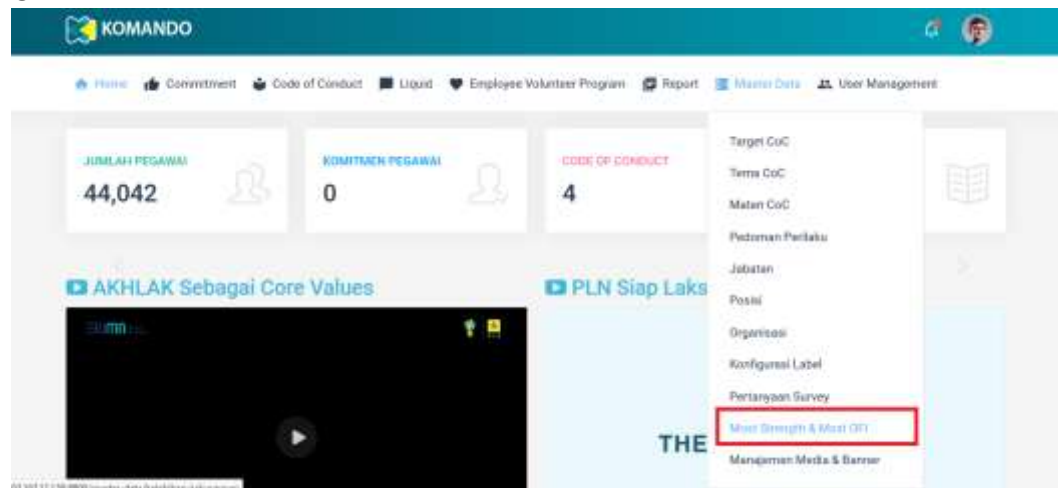 KOMANDO
Home Commitment Code of Conduct Liquid Employee Volunteer Program Report Master Data User Management
JUMLAH PEGAWAI
44,042
KOMITMEN PEGAWAI
0
CODE OF CONDUCT
4
AKHLAK Sebagai Core Values
PLN Siap Laks
THE
Target CoC
Tema CoC
Materi CoC
Pedoman Perilaku
Jabatan
Posisi
Organisasi
Konfigurasi Label
Pertanyaan Survey
Most Strength & Most OFI
Manajemen Media & Banner